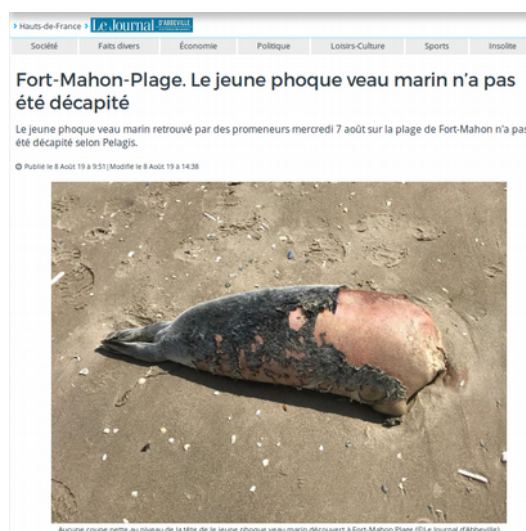 › Hauts-de-France › Le Journal D'ABBEVILLE
Société Faits divers Économie Politique Loisirs-Culture Sports Insolite
Fort-Mahon-Plage. Le jeune phoque veau marin n'a pas
été décapité
Le jeune phoque veau marin retrouvé par des promeneurs mercredi 7 août sur la plage de Fort-Mahon n'a pas
été décapité selon Pelagis.
Publié le 8 Août 19 à 9:51 | Modifié le 8 Août 19 à 14:38
Aucune coupe nette au niveau de la tête de le jeune phoque veau marin découvert à Fort-Mahon Plage (©Le Journal d'Abbeville)